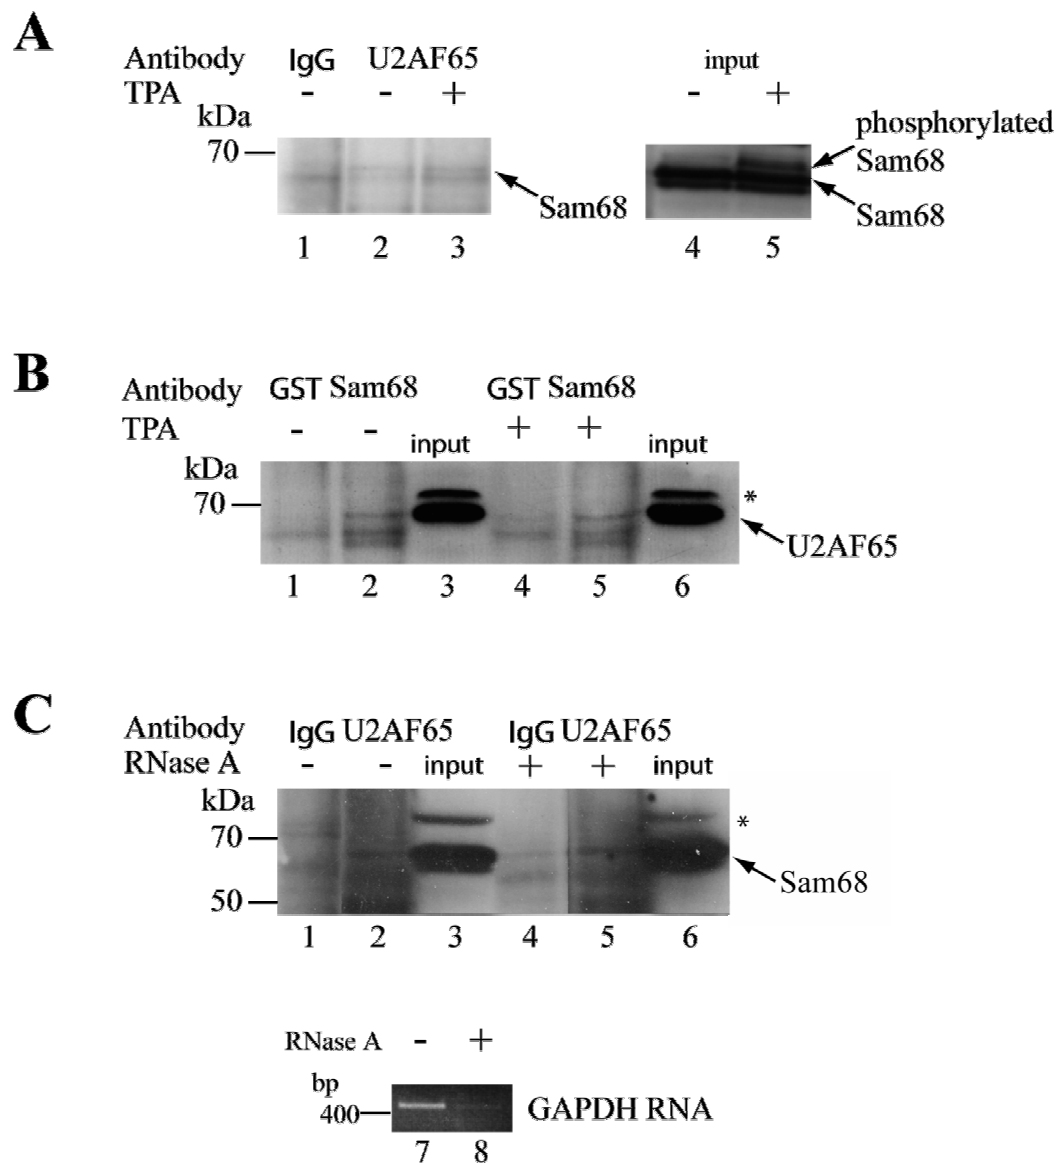 A
Antibody IgG U2AF65 input
TPA - - + - +
kDa
70
phosphorylated
Sam68
Sam68
Sam68
1 2 3 4 5
B
Antibody GST Sam68 GST Sam68
TPA - - input + + input
kDa
70
*
U2AF65
1 2 3 4 5 6
C
Antibody IgG U2AF65 IgG U2AF65
RNase A - - input + + input
kDa
70
*
Sam68
50
1 2 3 4 5 6
RNase A - +
bp
400
GAPDH RNA
7 8